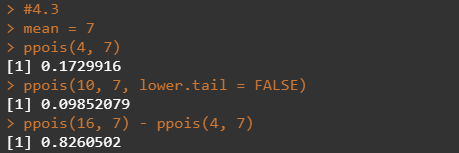 > #4.3
> mean = 7
> ppois(4, 7)
[1] 0.1729916
> ppois(10, 7, lower.tail = FALSE)
[1] 0.09852079
> ppois(16, 7) - ppois(4, 7)
[1] 0.8260502